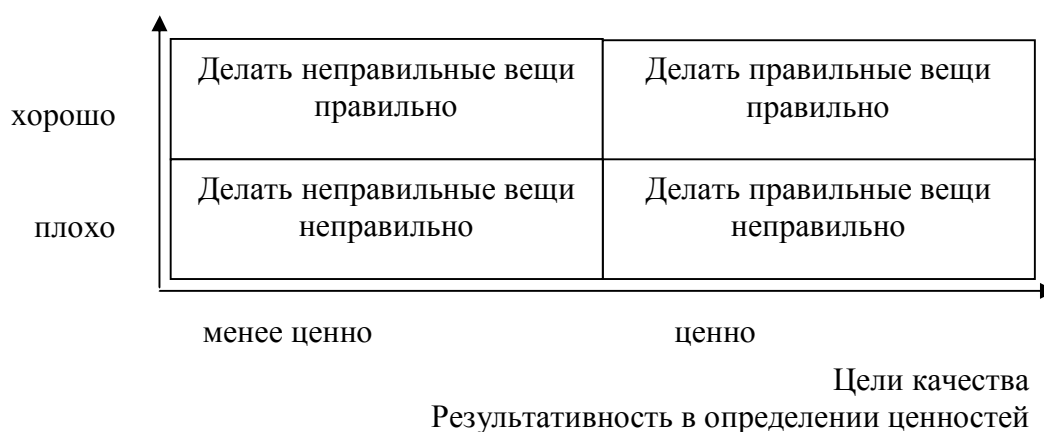 Делать неправильные вещи
правильно
Делать правильные вещи
правильно
хорошо
Делать неправильные вещи
неправильно
Делать правильные вещи
неправильно
плохо
менее ценно
ценно
Цели качества
Результативность в определении ценностей